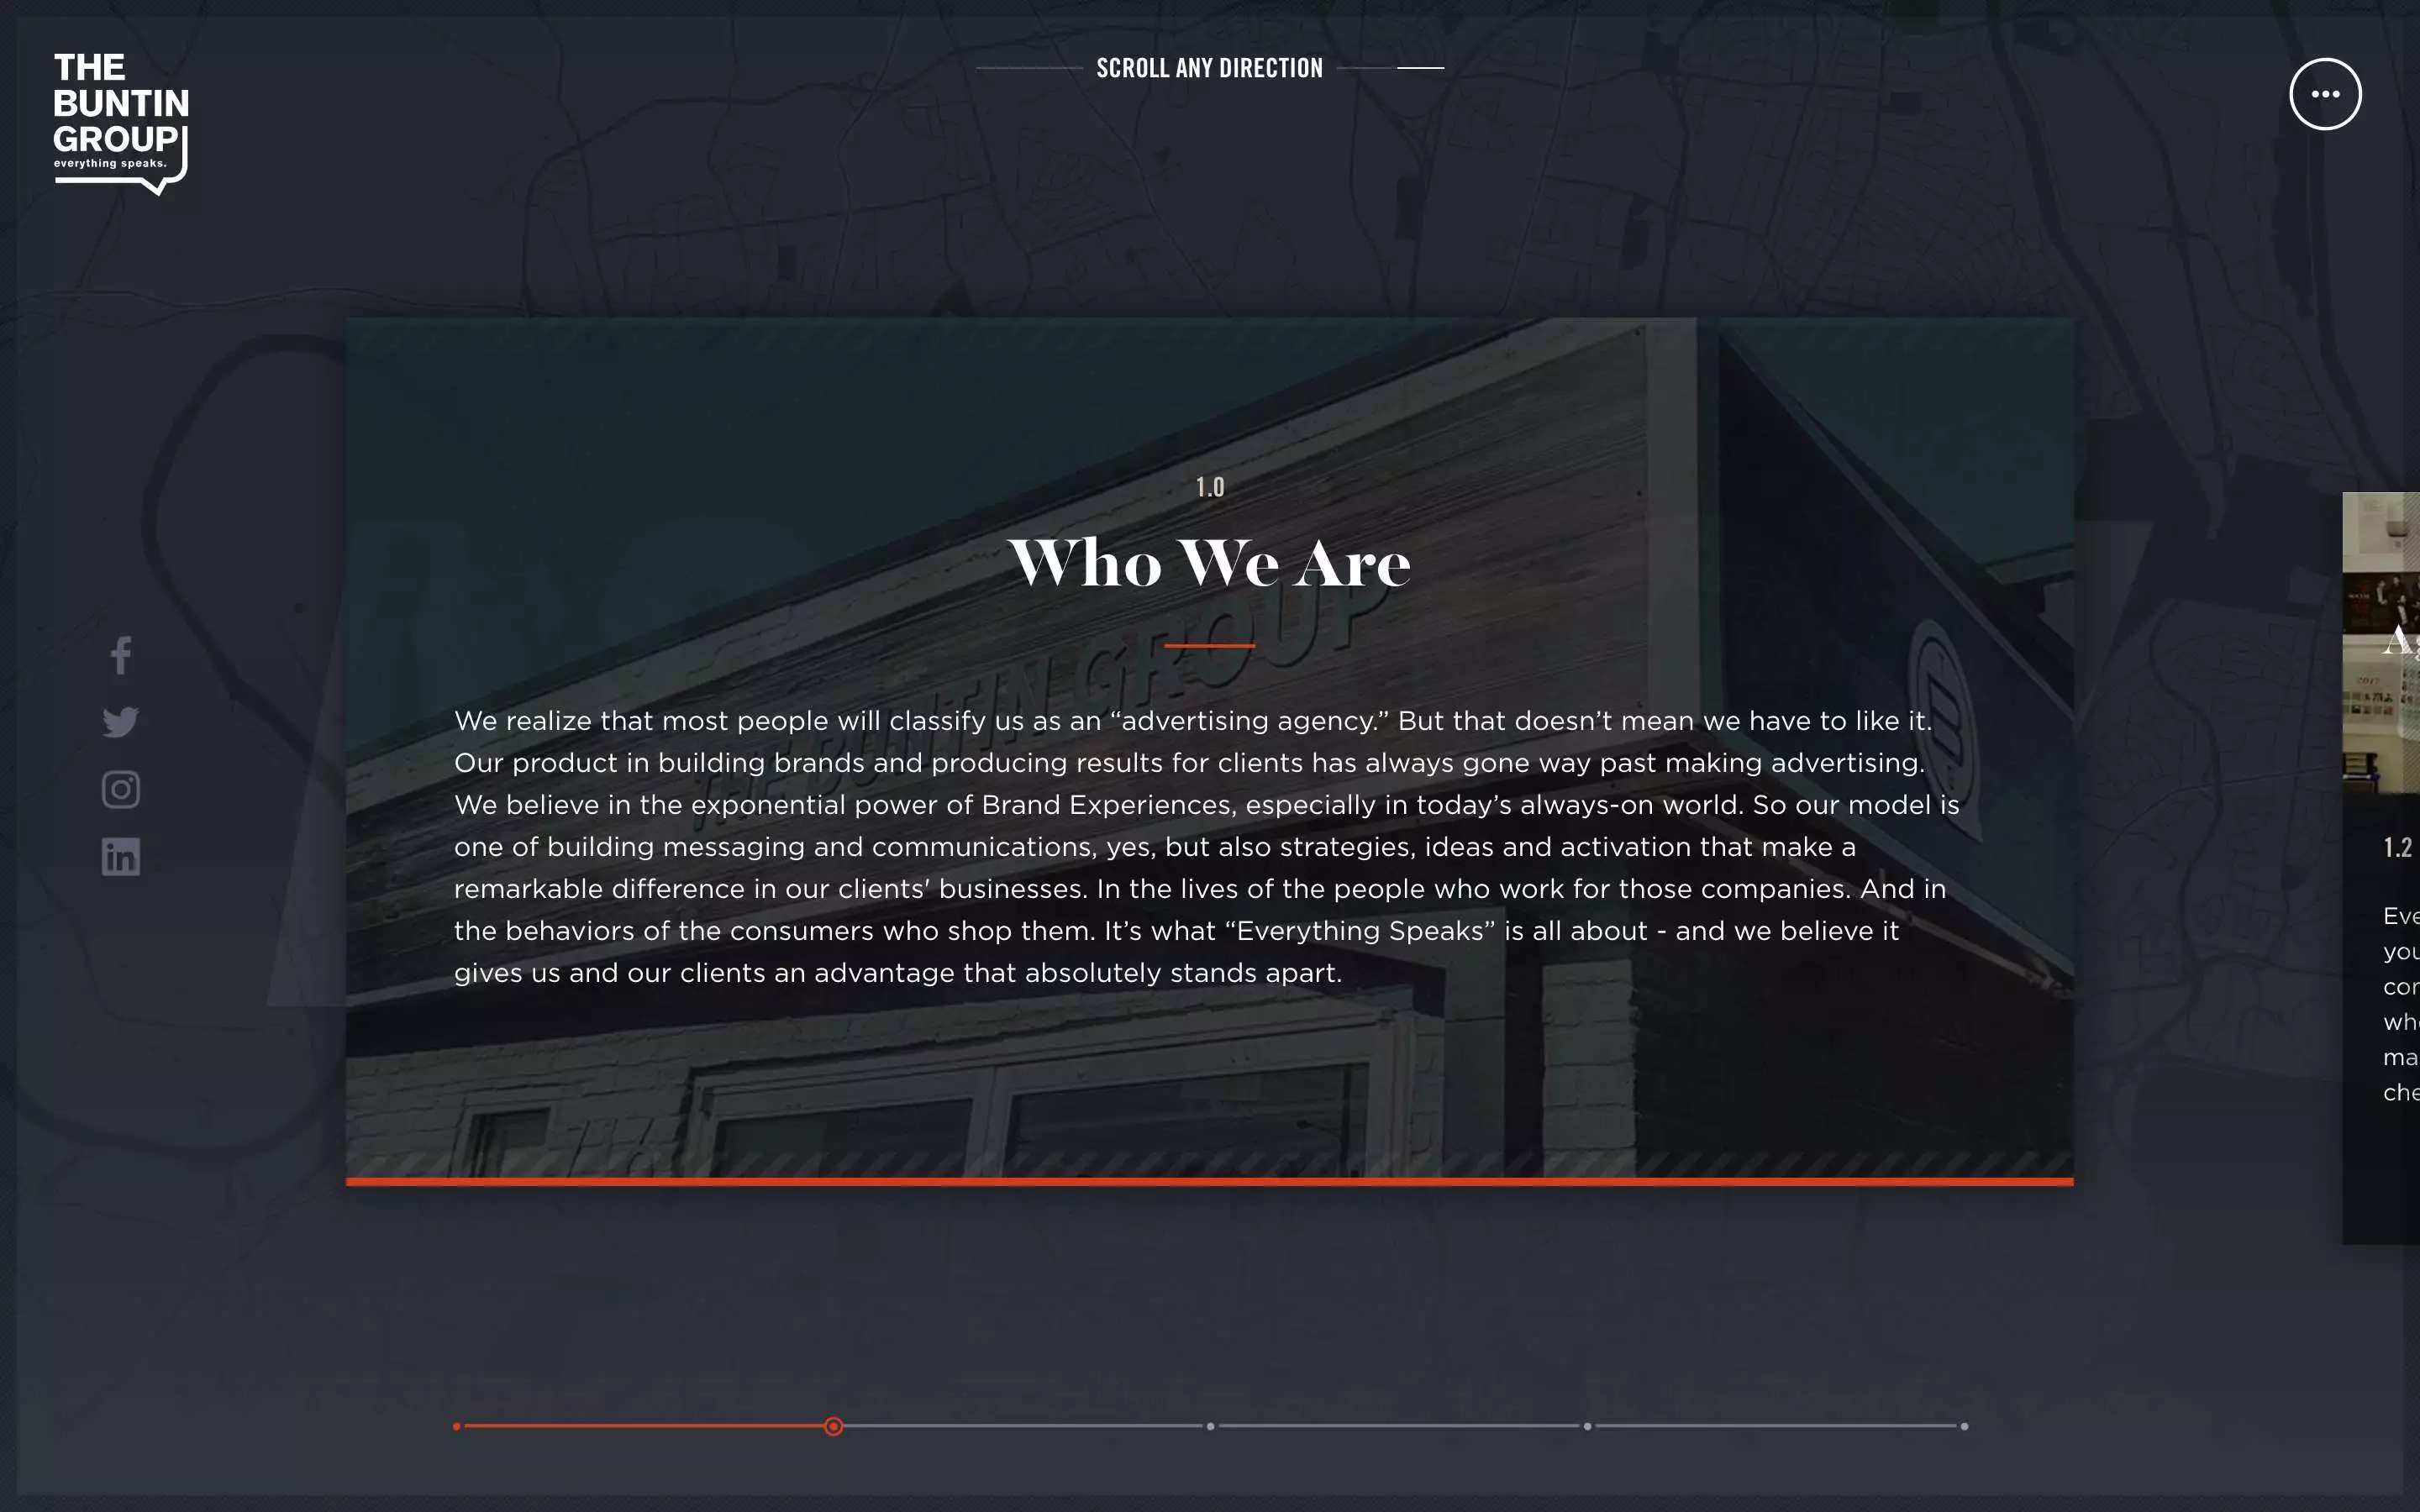 THE
BUNTIN
GROUP
everything speaks.
SCROLL ANY DIRECTION
1.0
Who We Are
THE BUNTIN GROUP
B
We realize that most people will classify us as an “advertising agency.” But that doesn’t mean we have to like it.
Our product in building brands and producing results for clients has always gone way past making advertising.
We believe in the exponential power of Brand Experiences, especially in today’s always-on world. So our model is
one of building messaging and communications, yes, but also strategies, ideas and activation that make a
remarkable difference in our clients' businesses. In the lives of the people who work for those companies. And in
the behaviors of the consumers who shop them. It’s what “Everything Speaks” is all about - and we believe it
gives us and our clients an advantage that absolutely stands apart.
2017
1.2